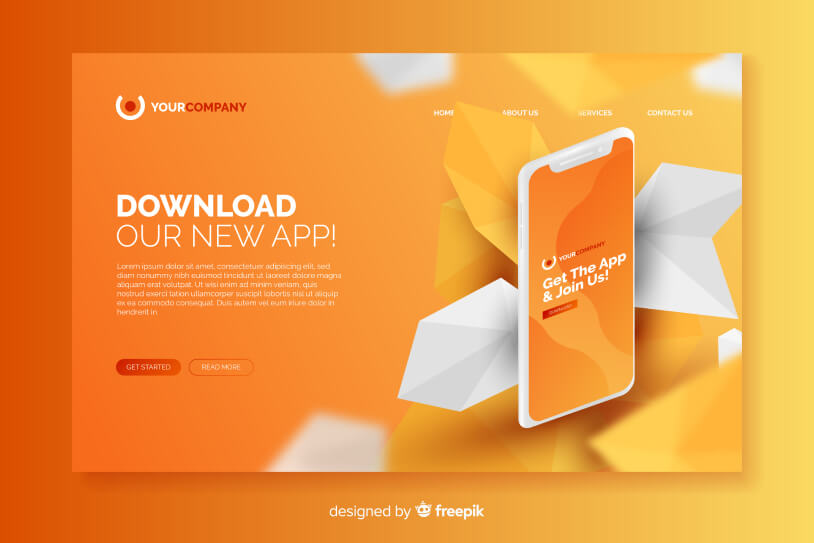 YOURCOMPANY
HOME ABOUT US SERVICES CONTACT US
DOWNLOAD
OUR NEW APP!
Lorem ipsum dolor sit amet, consectetuer adipiscing elit, sed
diam nonummy nibh euismod tincidunt ut laoreet dolore magna
aliquam erat volutpat. Ut wisi enim ad minim veniam, quis
nostrud exerci tation ullamcorper suscipit lobortis nisl ut aliquip
ex ea commodo consequat. Duis autem vel eum iriure dolor in
hendrerit in.
GET STARTED READ MORE
YOURCOMPANY
Get The App
& Join Us!
DOWNLOAD
designed by freepik